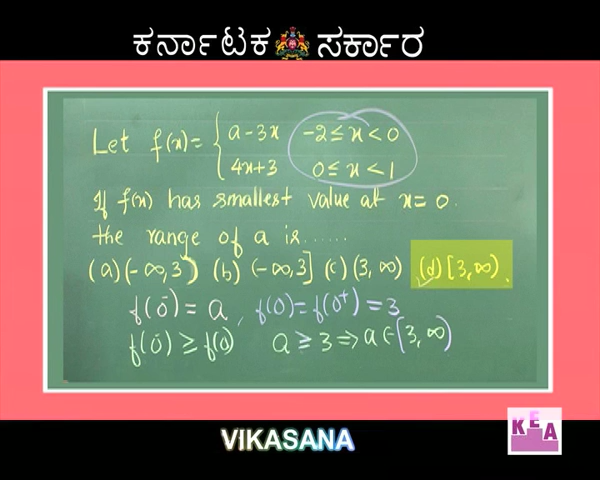 ಕರ್ನಾಟಕ ಸರ್ಕಾರ
Let f(x) = { a - 3x   -2 ≤ x < 0
4x + 3   0 ≤ x < 1
If f(x) has smallest value at x = 0.
the range of a is ......
(a) (-∞, 3) (b) (-∞, 3] (c) (3, ∞) (d) [3, ∞).
f(0⁻) = a, f(0) = f(0⁺) = 3
f(0⁻) ≥ f(0)   a ≥ 3 ⇒ a ∈ [3, ∞)
KEA
VIKASANA